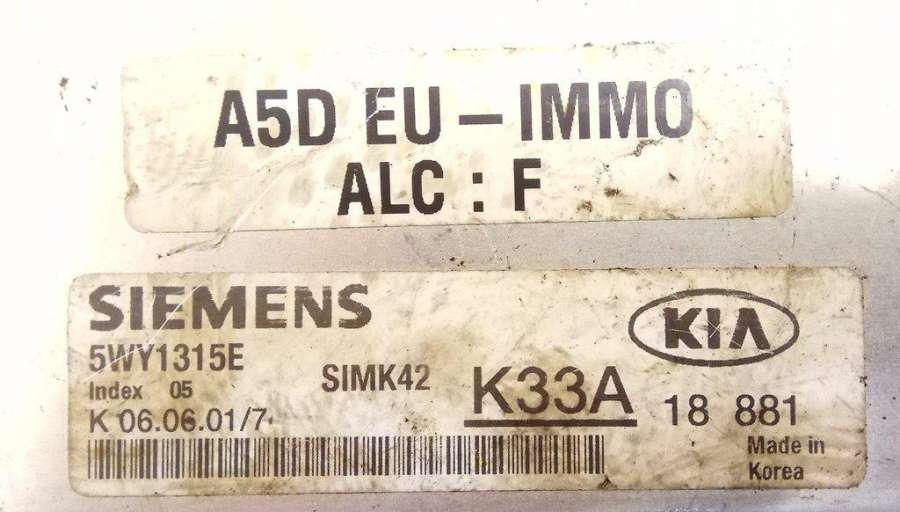 A5D EU – IMMO
ALC : F
SIEMENS
KIA
5WY1315E
Index 05
SIMK42
K33A
18 881
K 06.06.01/7
Made in
Korea